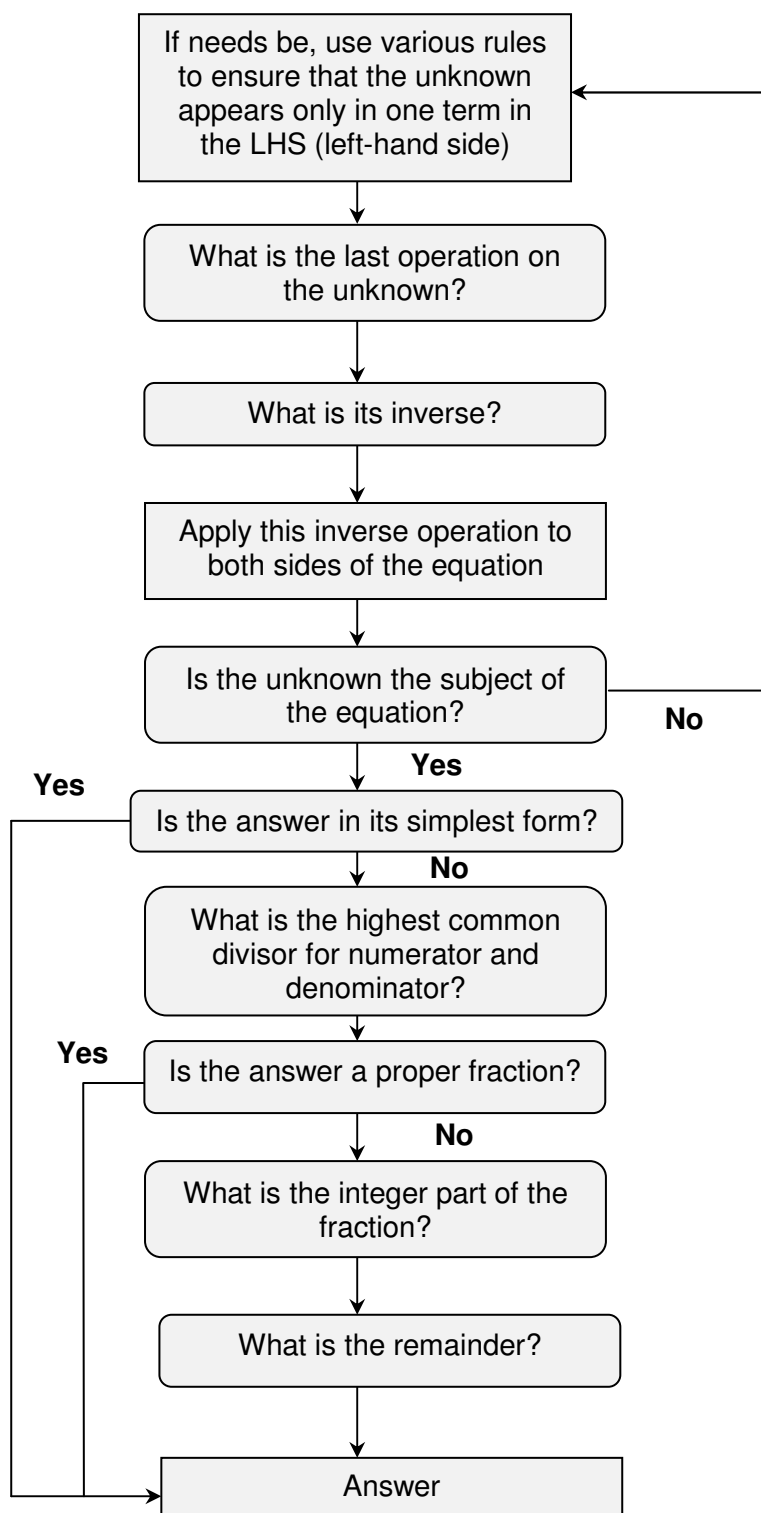 If needs be, use various rules
to ensure that the unknown
appears only in one term in
the LHS (left-hand side)
What is the last operation on
the unknown?
What is its inverse?
Apply this inverse operation to
both sides of the equation
Is the unknown the subject of
the equation?
No
Yes
Yes
Is the answer in its simplest form?
No
What is the highest common
divisor for numerator and
denominator?
Yes
Is the answer a proper fraction?
No
What is the integer part of the
fraction?
What is the remainder?
Answer